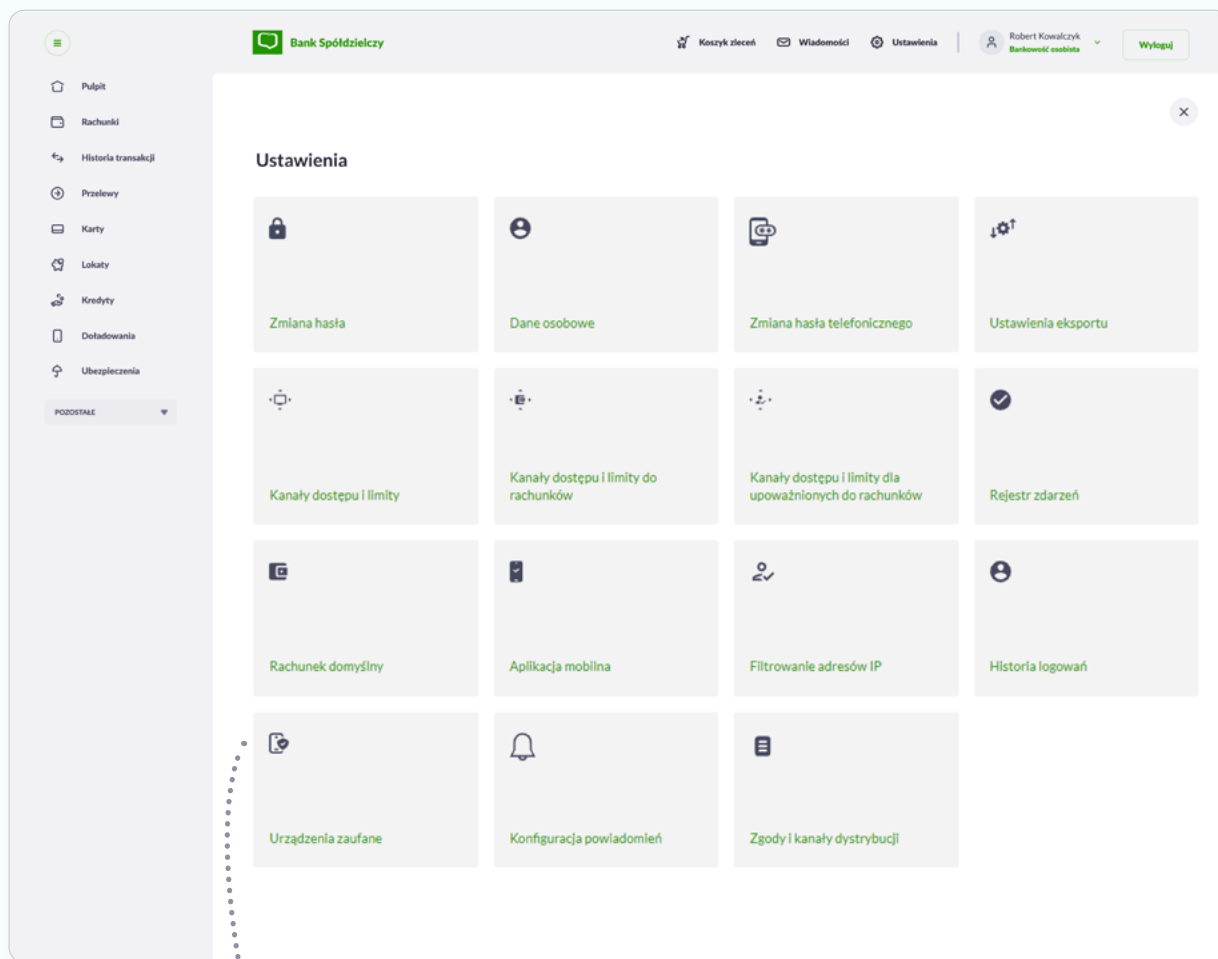 Bank Spółdzielczy
Koszyk zleceń
Wiadomości
Ustawienia
Robert Kowalczyk
Bankowość osobista
Wyloguj
Pulpit
Rachunki
Historia transakcji
Przelewy
Karty
Lokaty
Kredyty
Doładowania
Ubezpieczenia
POZOSTAŁE
Ustawienia
Zmiana hasła
Dane osobowe
Zmiana hasła telefonicznego
Ustawienia eksportu
Kanały dostępu i limity
Kanały dostępu i limity do
rachunków
Kanały dostępu i limity dla
upoważnionych do rachunków
Rejestr zdarzeń
Rachunek domyślny
Aplikacja mobilna
Filtrowanie adresów IP
Historia logowań
Urządzenia zaufane
Konfiguracja powiadomień
Zgody i kanały dystrybucji